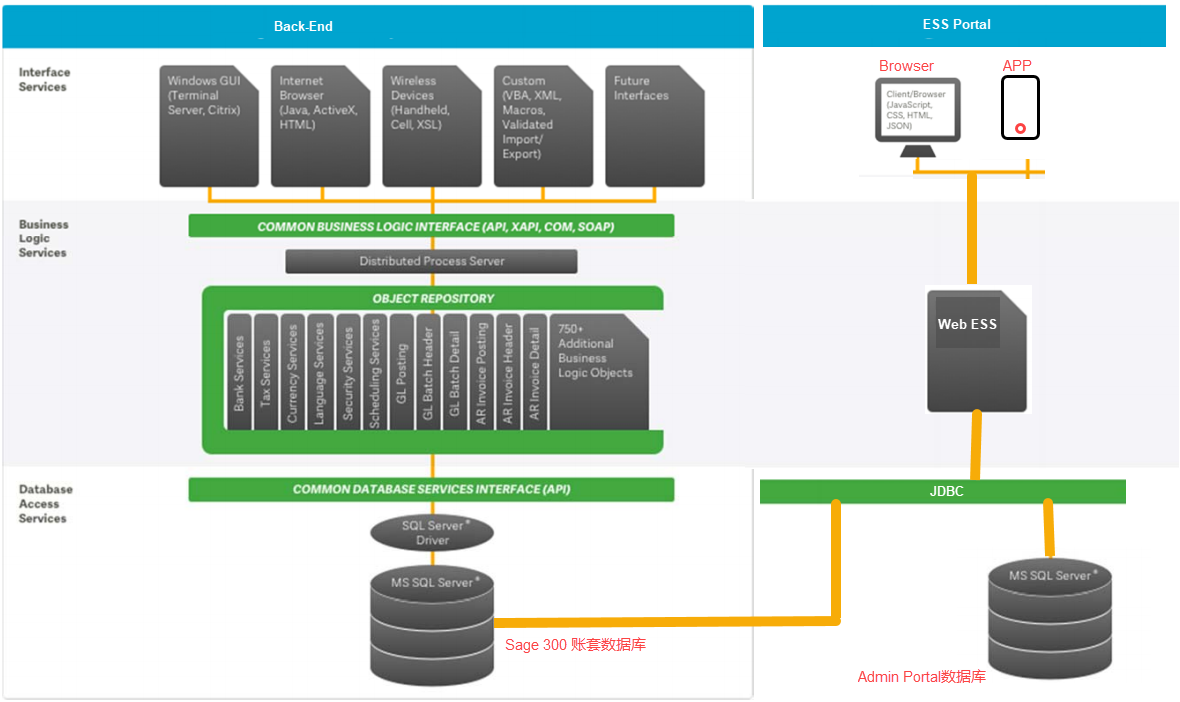 Back-End
ESS Portal
Interface
Services
Windows GUI
(Terminal
Server, Citrix)
Internet
Browser
(Java, ActiveX,
HTML)
Wireless
Devices
(Handheld,
Cell, XSL)
Custom
(VBA, XML,
Macros,
Validated
Import/
Export)
Future
Interfaces
Browser
APP
Client/Browser
(JavaScript,
CSS, HTML,
JSON)
Business
Logic
Services
COMMON BUSINESS LOGIC INTERFACE (API, XAPI, COM, SOAP)
Distributed Process Server
OBJECT REPOSITORY
Bank Services
Tax Services
Currency Services
Language Services
Security Services
Scheduling Services
GL Posting
GL Batch Header
GL Batch Detail
AR Invoice Posting
AR Invoice Header
AR Invoice Detail
750+
Additional
Business
Logic Objects
Web ESS
Database
Access
Services
COMMON DATABASE SERVICES INTERFACE (API)
JDBC
SQL Server*
Driver
MS SQL Server*
Sage 300 账套数据库
MS SQL Server*
Admin Portal数据库